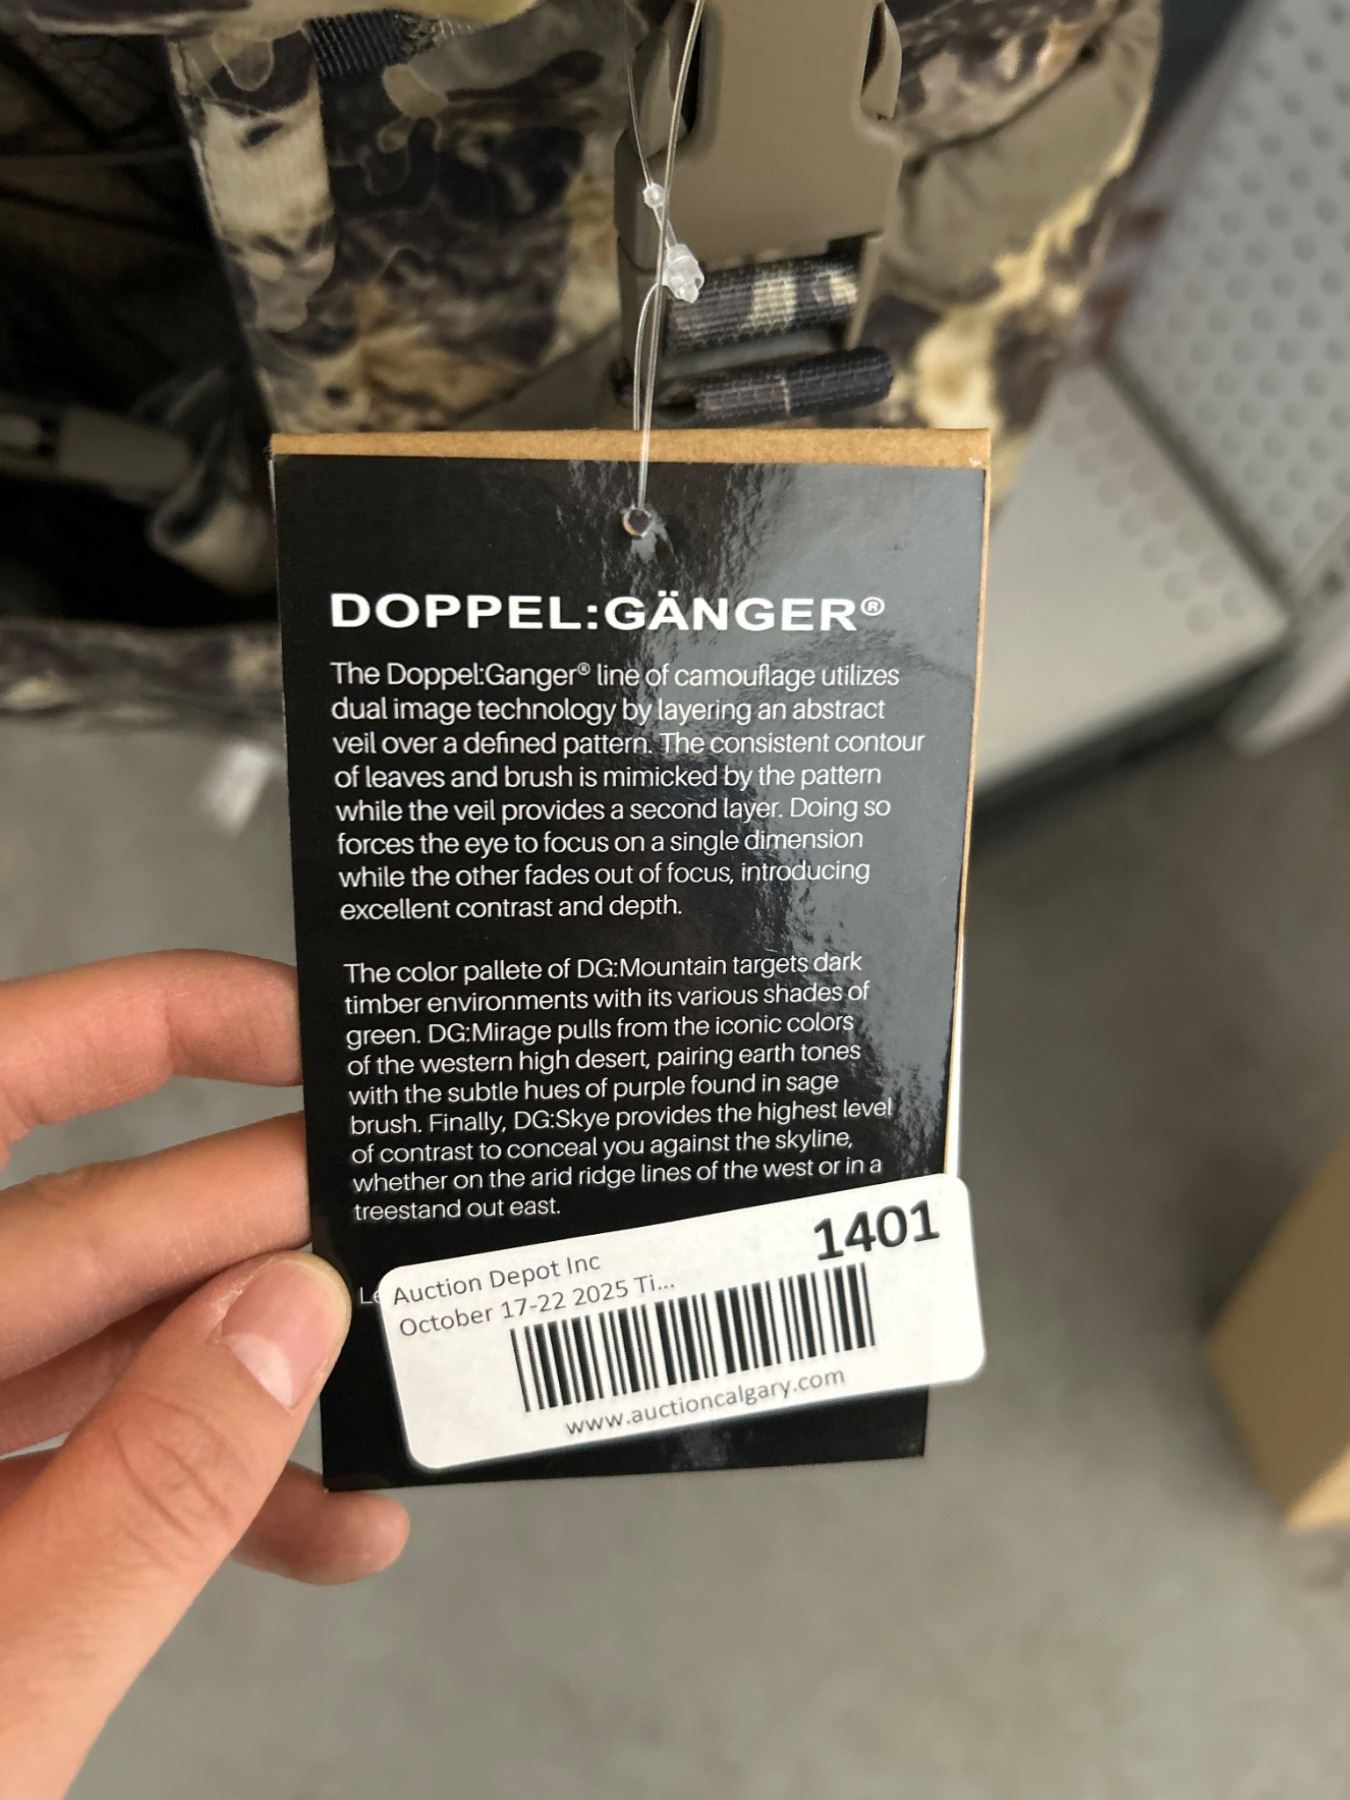 DOPPEL:GÄNGER®
The Doppel:Ganger® line of camouflage utilizes
dual image technology by layering an abstract
veil over a defined pattern. The consistent contour
of leaves and brush is mimicked by the pattern
while the veil provides a second layer. Doing so
forces the eye to focus on a single dimension
while the other fades out of focus, introducing
excellent contrast and depth.
The color pallete of DG:Mountain targets dark
timber environments with its various shades of
green. DG:Mirage pulls from the iconic colors
of the western high desert, pairing earth tones
with the subtle hues of purple found in sage
brush. Finally, DG:Skye provides the highest level
of contrast to conceal you against the skyline,
whether on the arid ridge lines of the west or in a
treestand out east.
1401
Auction Depot Inc
October 17-22 2025 Ti...
www.auctioncalgary.com